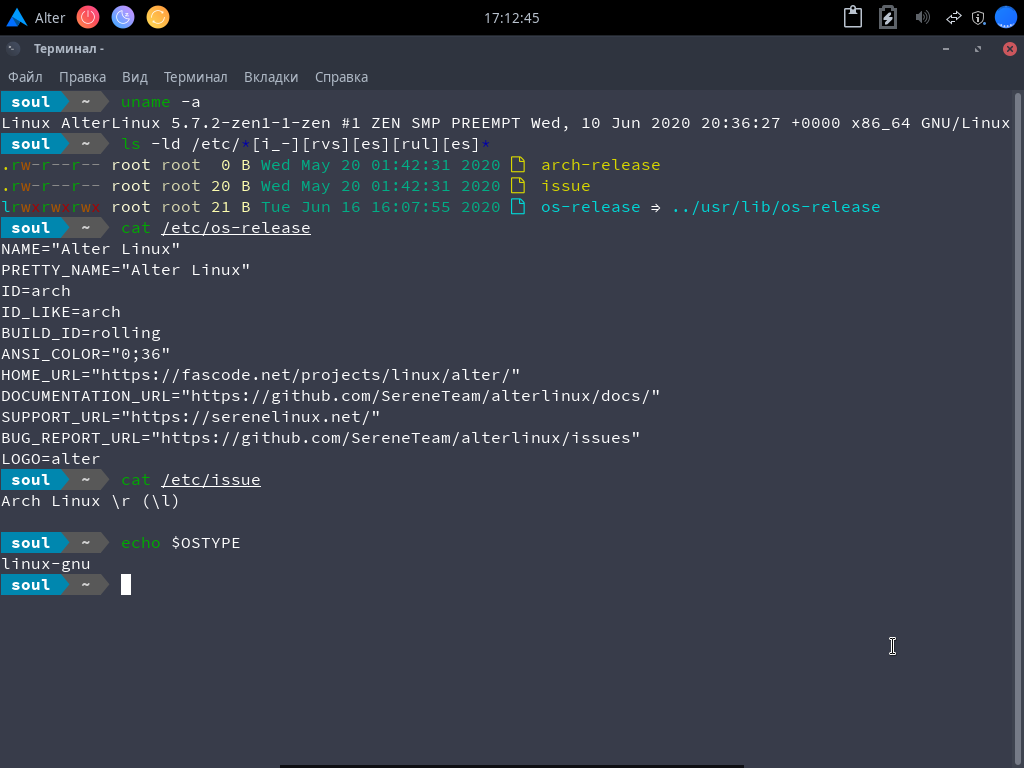 Alter 17:12:45
Терминал -
Файл Правка Вид Терминал Вкладки Справка
soul ~ uname -a
Linux AlterLinux 5.7.2-zen1-1-zen #1 ZEN SMP PREEMPT Wed, 10 Jun 2020 20:36:27 +0000 x86_64 GNU/Linux
soul ~ ls -ld /etc/*[i_-][rvs][es][rul][es]*
.rw-r--r-- root root 0 B Wed May 20 01:42:31 2020 arch-release
.rw-r--r-- root root 20 B Wed May 20 01:42:31 2020 issue
lrwxrwxrwx root root 21 B Tue Jun 16 16:07:55 2020 os-release ⇒ ../usr/lib/os-release
soul ~ cat /etc/os-release
NAME="Alter Linux"
PRETTY_NAME="Alter Linux"
ID=arch
ID_LIKE=arch
BUILD_ID=rolling
ANSI_COLOR="0;36"
HOME_URL="https://fascode.net/projects/linux/alter/"
DOCUMENTATION_URL="https://github.com/SereneTeam/alterlinux/docs/"
SUPPORT_URL="https://serenelinux.net/"
BUG_REPORT_URL="https://github.com/SereneTeam/alterlinux/issues"
LOGO=alter
soul ~ cat /etc/issue
Arch Linux \r (\l)
soul ~ echo $OSTYPE
linux-gnu
soul ~